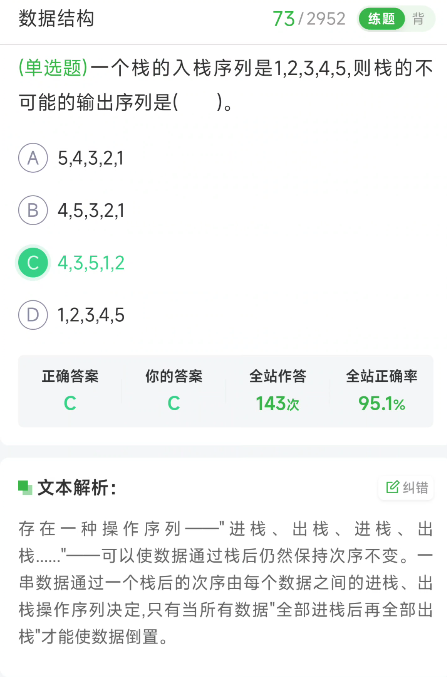 数据结构
73/2952 练题 背
(单选题)一个栈的入栈序列是1,2,3,4,5,则栈的不
可能的输出序列是(　　)。
A 5,4,3,2,1
B 4,5,3,2,1
C 4,3,5,1,2
D 1,2,3,4,5
正确答案 你的答案 全站作答 全站正确率
C C 143次 95.1%
文本解析： 纠错
存在一种操作序列——"进栈、出栈、进栈、出
栈……"——可以使数据通过栈后仍然保持次序不变。一
串数据通过一个栈后的次序由每个数据之间的进栈、出
栈操作序列决定,只有当所有数据"全部进栈后再全部出
栈"才能使数据倒置。